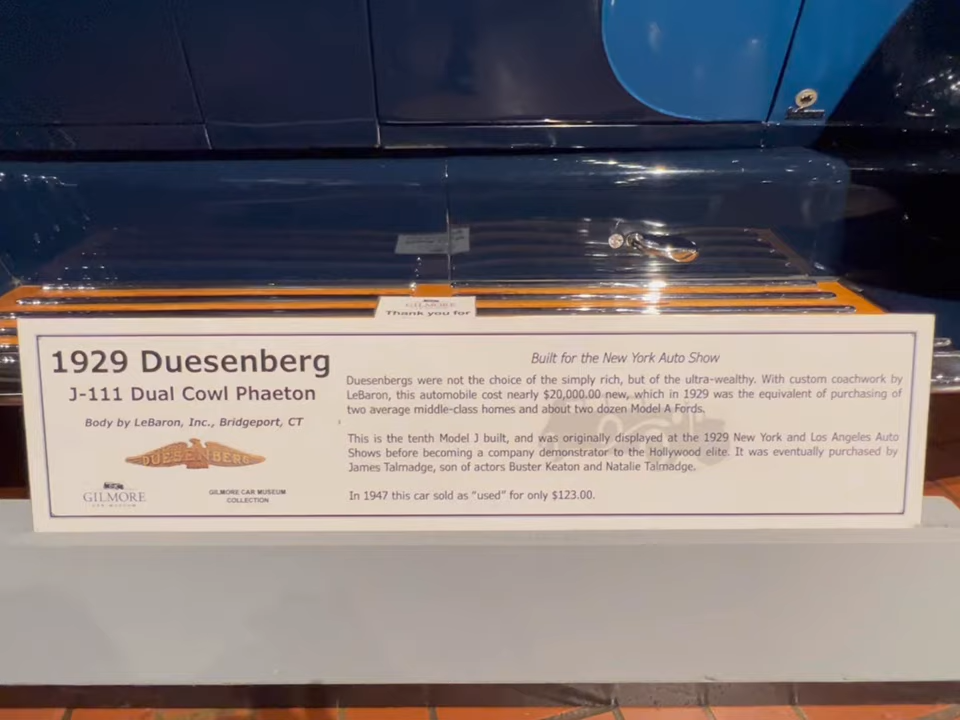 GILMORE
Thank you for
1929 Duesenberg
J-111 Dual Cowl Phaeton
Body by LeBaron, Inc., Bridgeport, CT
DUESENBERG
GILMORE
CAR MUSEUM
GILMORE CAR MUSEUM
COLLECTION
Built for the New York Auto Show
Duesenbergs were not the choice of the simply rich, but of the ultra-wealthy. With custom coachwork by
LeBaron, this automobile cost nearly $20,000.00 new, which in 1929 was the equivalent of purchasing of
two average middle-class homes and about two dozen Model A Fords.
This is the tenth Model J built, and was originally displayed at the 1929 New York and Los Angeles Auto
Shows before becoming a company demonstrator to the Hollywood elite. It was eventually purchased by
James Talmadge, son of actors Buster Keaton and Natalie Talmadge.
In 1947 this car sold as “used” for only $123.00.